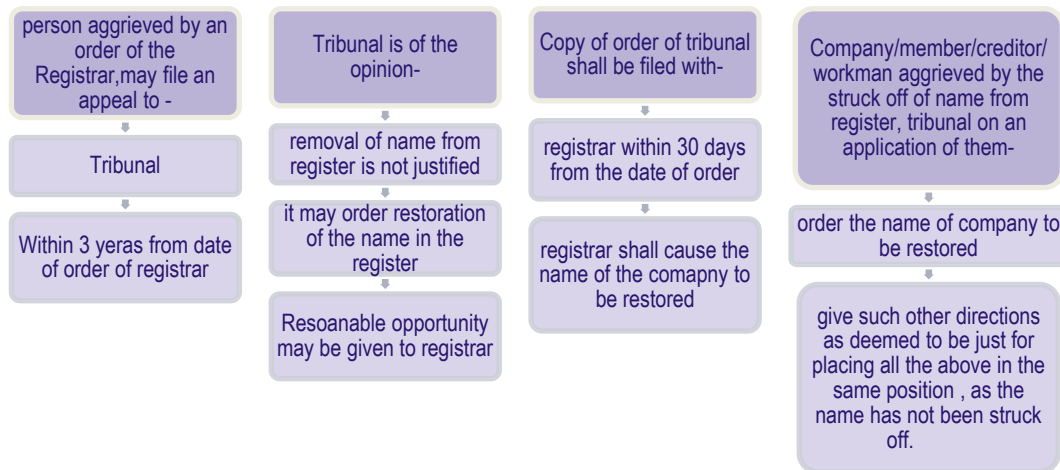 person aggrieved by an
order of the
Registrar,may file an
appeal to -
Tribunal
Within 3 yeras from date
of order of registrar
Tribunal is of the
opinion-
removal of name from
register is not justified
it may order restoration
of the name in the
register
Resoanable opportunity
may be given to registrar
Copy of order of tribunal
shall be filed with-
registrar within 30 days
from the date of order
registrar shall cause the
name of the comapny to
be restored
Company/member/creditor/
workman aggrieved by the
struck off of name from
register, tribunal on an
application of them-
order the name of company to
be restored
give such other directions
as deemed to be just for
placing all the above in the
same position , as the
name has not been struck
off.